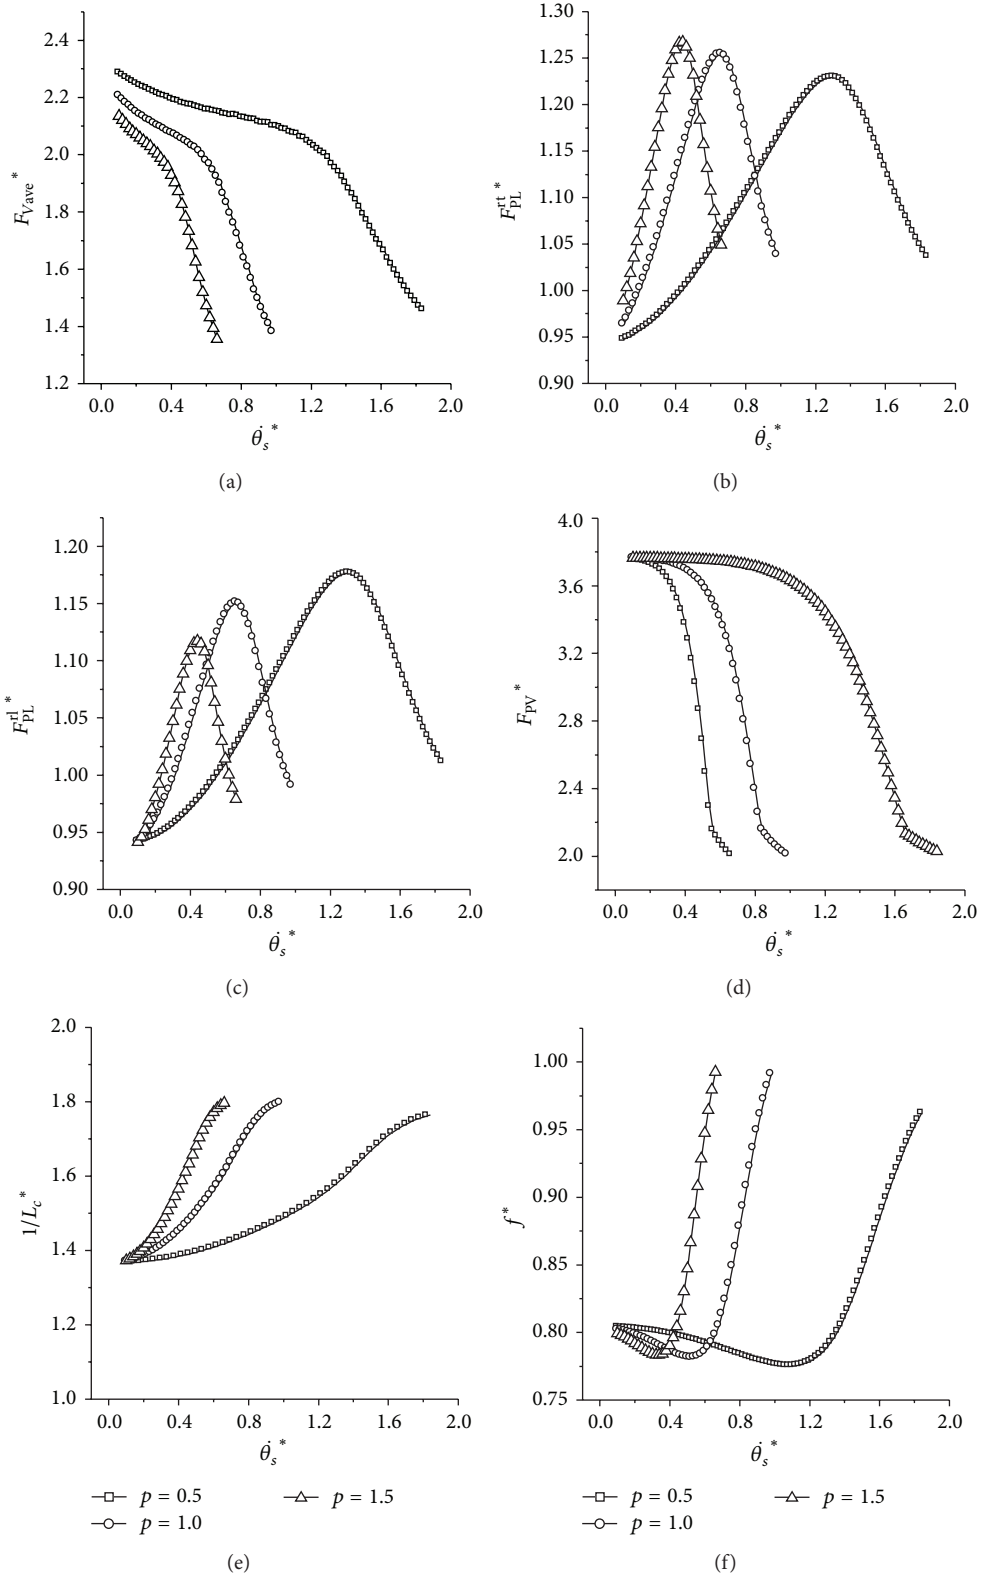 2.4
2.2
2.0
1.8
1.6
1.4
1.2
F_Vave*
0.0 0.4 0.8 1.2 1.6 2.0
θ̇_s*
(a)
1.30
1.25
1.20
1.15
1.10
1.05
1.00
0.95
0.90
F_PL^rt*
0.0 0.4 0.8 1.2 1.6 2.0
θ̇_s*
(b)
1.20
1.15
1.10
1.05
1.00
0.95
0.90
F_PL^rl*
0.0 0.4 0.8 1.2 1.6 2.0
θ̇_s*
(c)
4.0
3.6
3.2
2.8
2.4
2.0
F_PV*
0.0 0.4 0.8 1.2 1.6 2.0
θ̇_s*
(d)
2.0
1.8
1.6
1.4
1.2
1.0
1/L_c*
0.0 0.4 0.8 1.2 1.6 2.0
θ̇_s*
p = 0.5 p = 1.5
p = 1.0
(e)
1.00
0.95
0.90
0.85
0.80
0.75
f*
0.0 0.4 0.8 1.2 1.6 2.0
θ̇_s*
p = 0.5 p = 1.5
p = 1.0
(f)